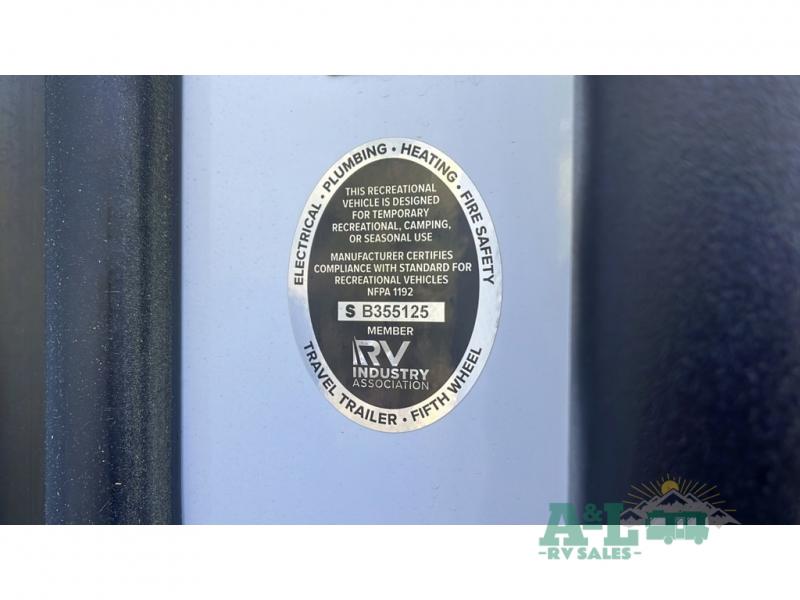 ELECTRICAL • PLUMBING • HEATING • FIRE SAFETY
THIS RECREATIONAL
VEHICLE IS DESIGNED
FOR TEMPORARY
RECREATIONAL, CAMPING,
OR SEASONAL USE
MANUFACTURER CERTIFIES
COMPLIANCE WITH STANDARD FOR
RECREATIONAL VEHICLES
NFPA 1192
S B355125
MEMBER
RV
INDUSTRY
ASSOCIATION
TRAVEL TRAILER • FIFTH WHEEL
A&L
-RV SALES-